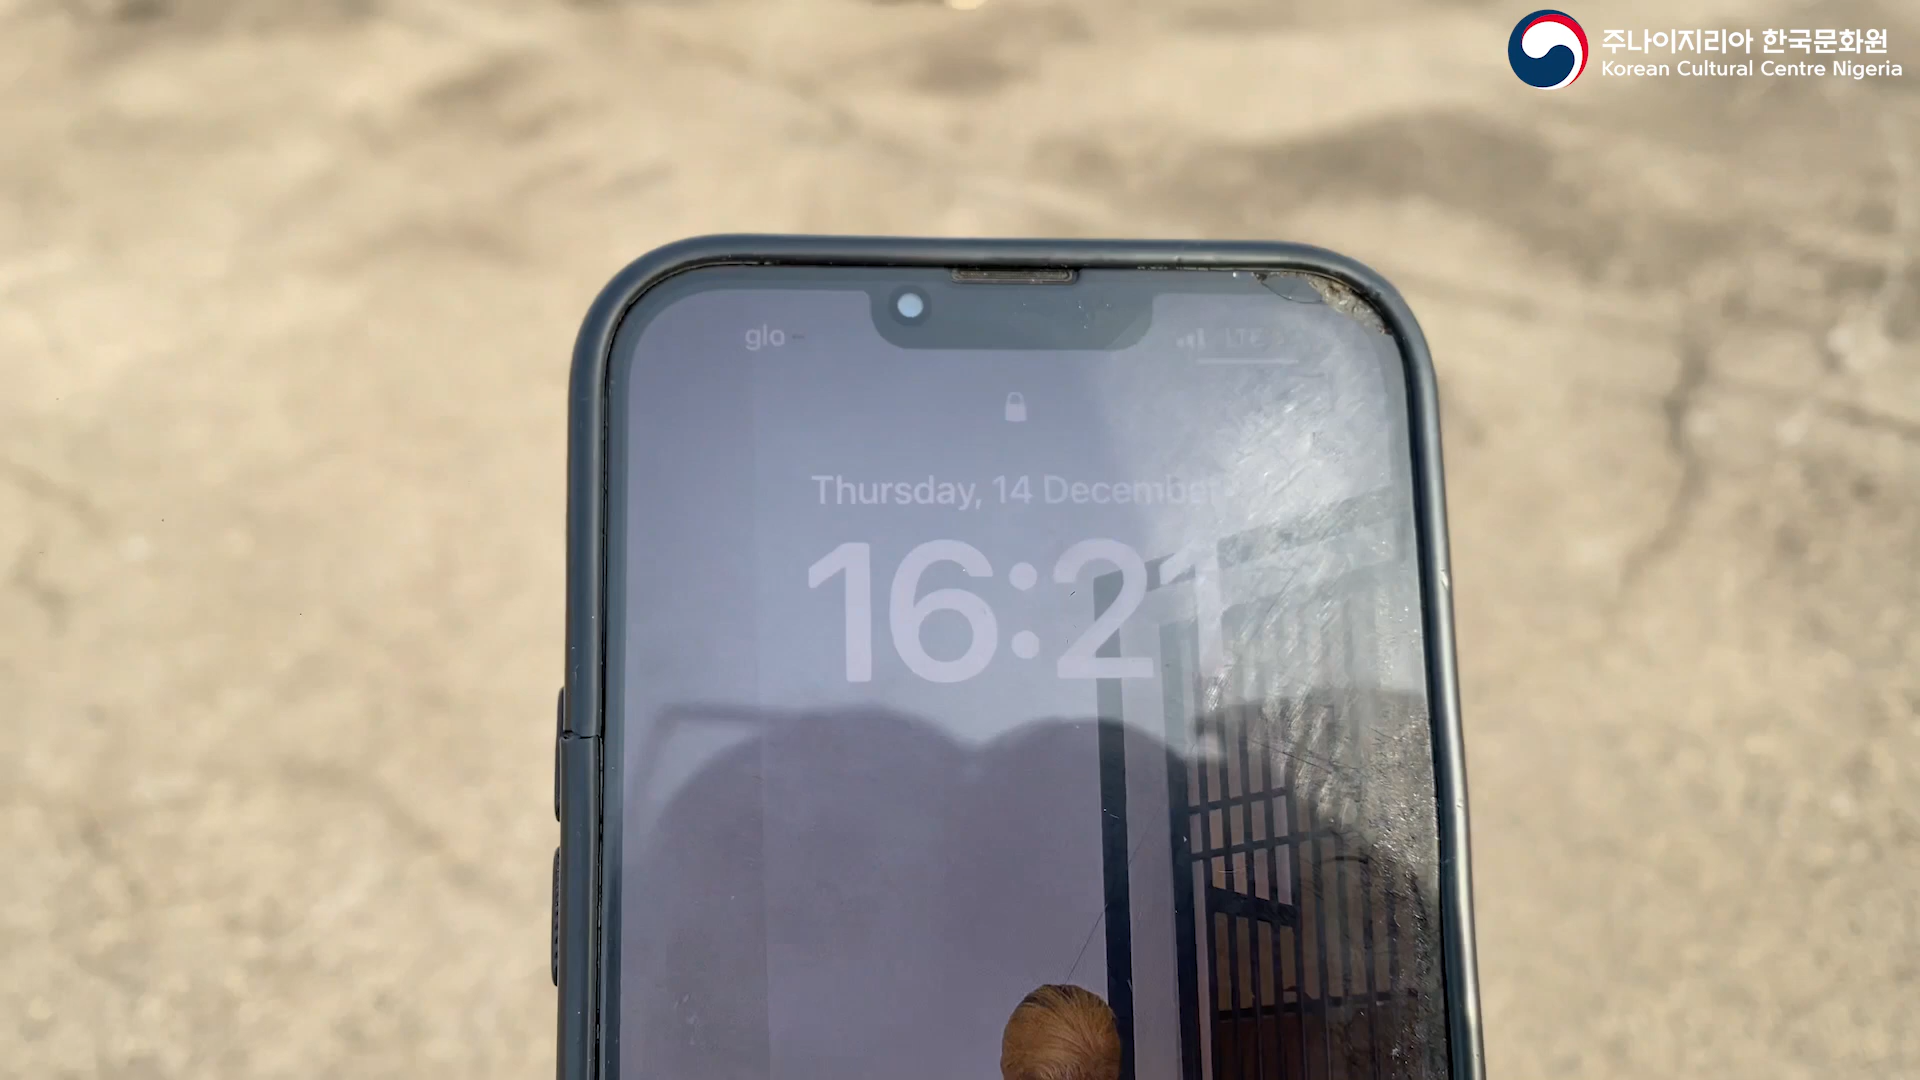 주나이지리아 한국문화원
Korean Cultural Centre Nigeria
glo
LTE
Thursday, 14 December
16:21